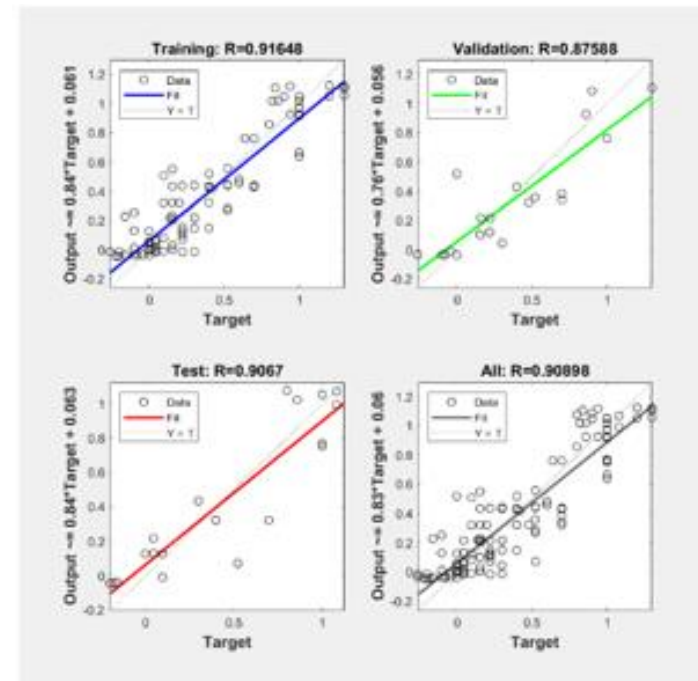 Training: R=0.91648
Output ~= 0.84*Target + 0.061
1.2
1
0.8
0.6
0.4
0.2
0
-0.2
Data
Fit
Y = T
0
0.5
1
Target
Validation: R=0.87588
Output ~= 0.76*Target + 0.056
1.2
1
0.8
0.6
0.4
0.2
0
-0.2
Data
Fit
Y = T
0
0.5
1
Target
Test: R=0.9067
Output ~= 0.84*Target + 0.063
1
0.8
0.6
0.4
0.2
0
-0.2
Data
Fit
Y = T
0
0.5
1
Target
All: R=0.90898
Output ~= 0.83*Target + 0.06
1.2
1
0.8
0.6
0.4
0.2
0
-0.2
Data
Fit
Y = T
0
0.5
1
Target